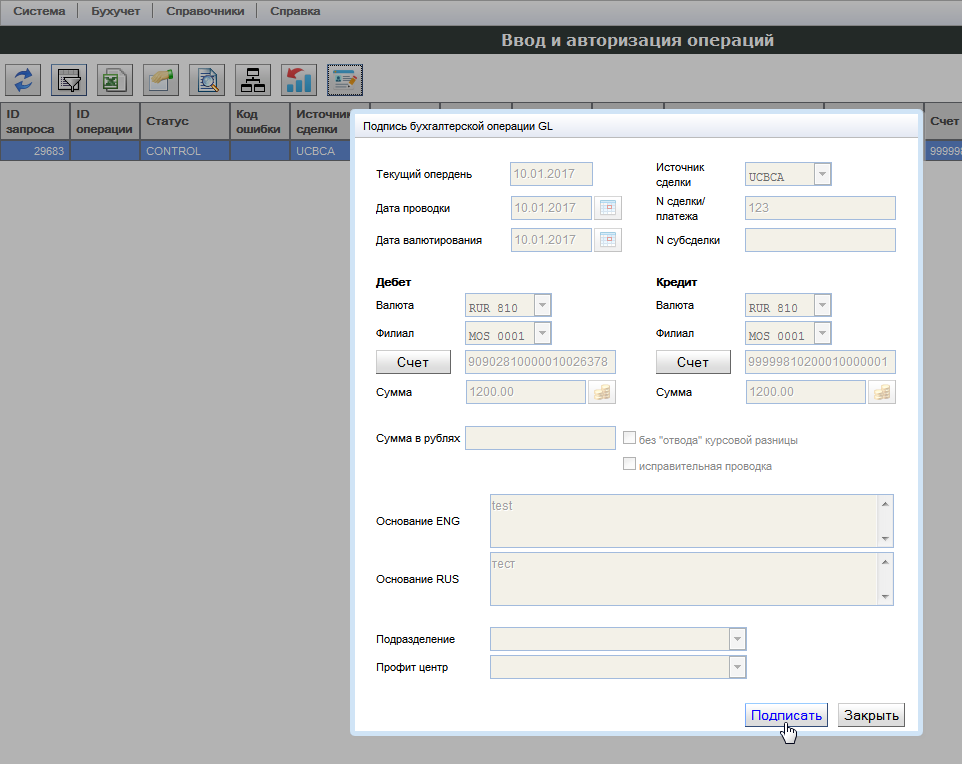 Система Бухучет Справочники Справка
Ввод и авторизация операций
ID запроса ID операции Статус Код ошибки Источник сделки Счет
29683 CONTROL UCBCA 99999
Подпись бухгалтерской операции GL
Текущий опердень 10.01.2017 Источник сделки UCBCA
Дата проводки 10.01.2017 N сделки/ платежа 123
Дата валютирования 10.01.2017 N субсделки
Дебет Кредит
Валюта RUR 810 Валюта RUR 810
Филиал MOS 0001 Филиал MOS 0001
Счет 90902810000010026378 Счет 99999810200010000001
Сумма 1200.00 Сумма 1200.00
Сумма в рублях без "отвода" курсовой разницы
исправительная проводка
Основание ENG test
Основание RUS тест
Подразделение
Профит центр
Подписать Закрыть